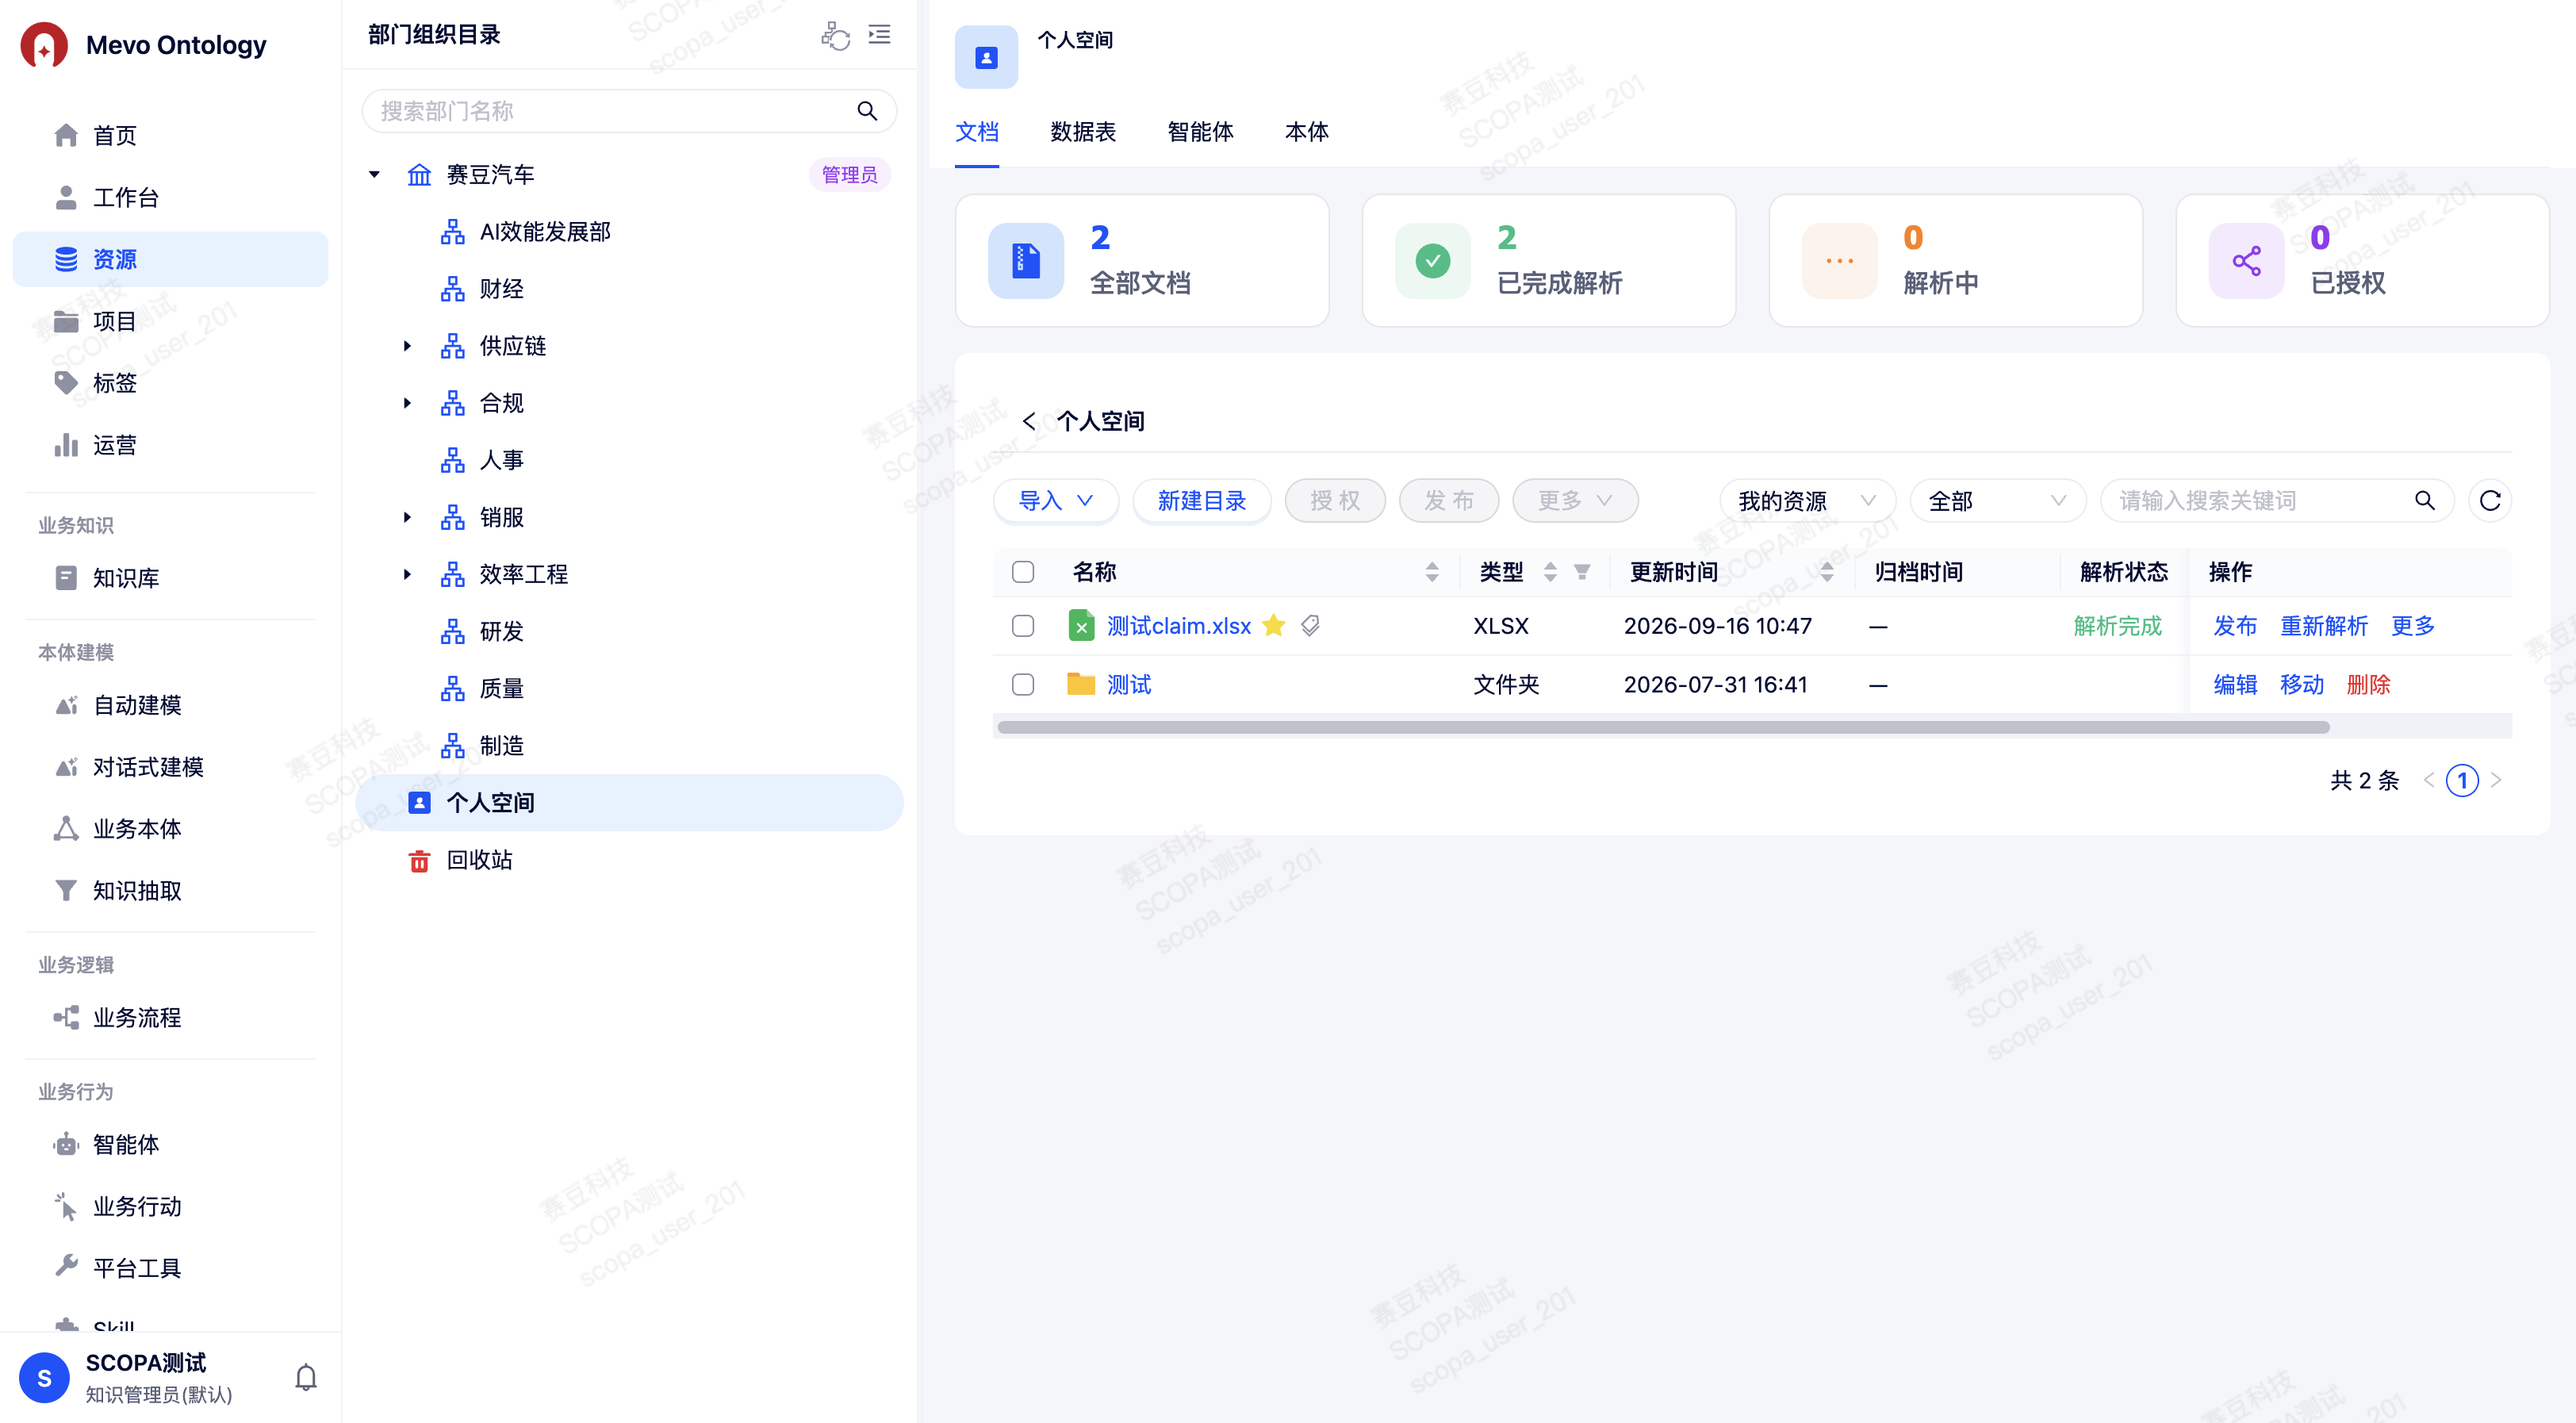 Mevo Ontology
首页
工作台
资源
项目
标签
运营
业务知识
知识库
本体建模
自动建模
对话式建模
业务本体
知识抽取
业务逻辑
业务流程
业务行为
智能体
业务行动
平台工具
Skill
S
SCOPA测试
知识管理员(默认)
部门组织目录
搜索部门名称
赛豆汽车
管理员
AI效能发展部
财经
供应链
合规
人事
销服
效率工程
研发
质量
制造
个人空间
回收站
个人空间
文档 数据表 智能体 本体
2
全部文档
2
已完成解析
0
解析中
0
已授权
个人空间
导入 新建目录 授 权 发 布 更多 我的资源 全部 请输入搜索关键词
名称 类型 更新时间 归档时间 解析状态 操作
测试claim.xlsx XLSX 2026-09-16 10:47 — 解析完成 发布 重新解析 更多
测试 文件夹 2026-07-31 16:41 — 编辑 移动 删除
共 2 条 1
赛豆科技
SCOPA测试
scopa_user_201